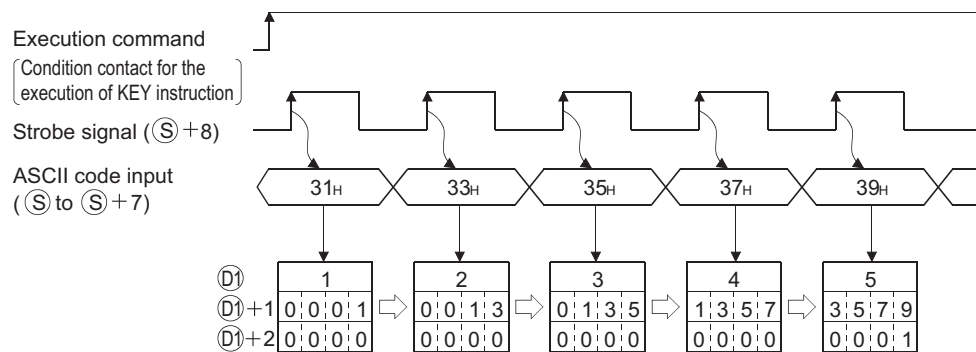 Execution command
Condition contact for the
execution of KEY instruction
Strobe signal (Ⓢ+8)
ASCII code input
(Ⓢ to Ⓢ+7)
31H 33H 35H 37H 39H
D1 1 2 3 4 5
D1+1 0 0 0 1 0 0 1 3 0 1 3 5 1 3 5 7 3 5 7 9
D1+2 0 0 0 0 0 0 0 0 0 0 0 0 0 0 0 0 0 0 0 1